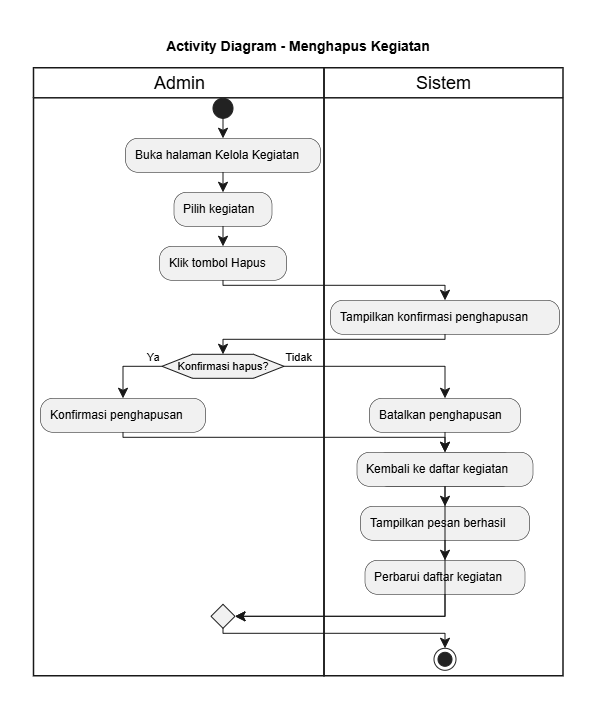 Activity Diagram - Menghapus Kegiatan
Admin
Sistem
Buka halaman Kelola Kegiatan
Pilih kegiatan
Klik tombol Hapus
Tampilkan konfirmasi penghapusan
Ya
Konfirmasi hapus?
Tidak
Konfirmasi penghapusan
Batalkan penghapusan
Kembali ke daftar kegiatan
Tampilkan pesan berhasil
Perbarui daftar kegiatan